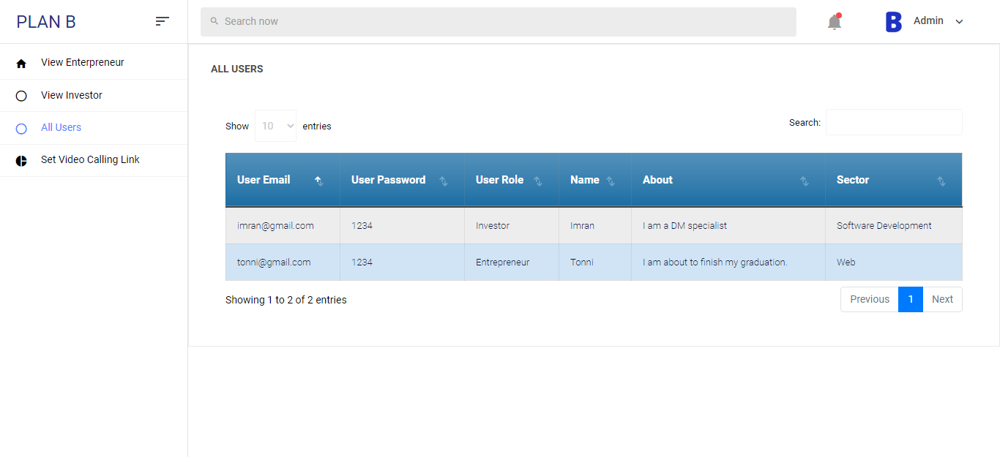 PLAN B
Search now
B Admin
View Enterpreneur
View Investor
All Users
Set Video Calling Link
ALL USERS
Show 10 entries
Search:
User Email User Password User Role Name About Sector
imran@gmail.com 1234 Investor Imran I am a DM specialist Software Development
tonni@gmail.com 1234 Entrepreneur Tonni I am about to finish my graduation. Web
Showing 1 to 2 of 2 entries
Previous 1 Next